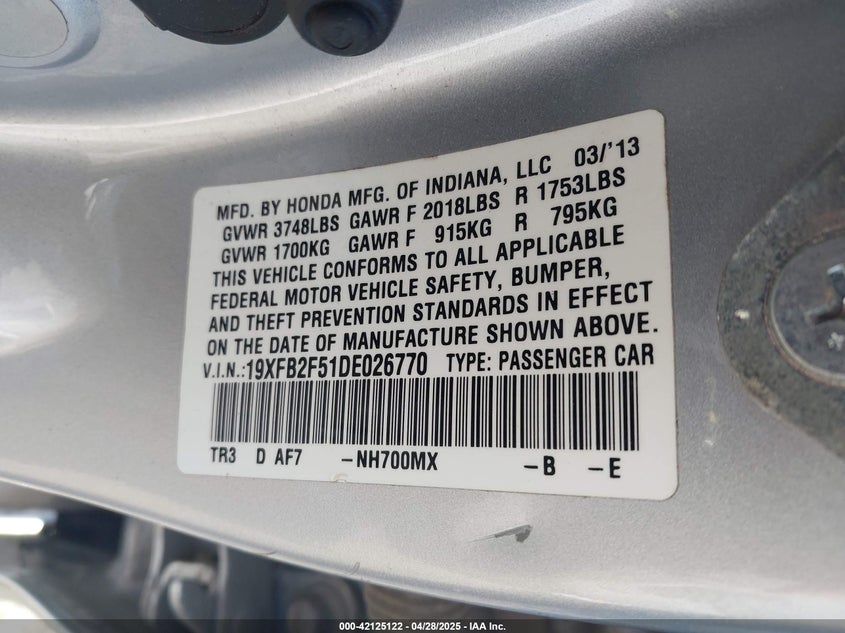 MFD. BY HONDA MFG. OF INDIANA, LLC 03/'13
GVWR 3748LBS GAWR F 2018LBS R 1753LBS
GVWR 1700KG GAWR F 915KG R 795KG
THIS VEHICLE CONFORMS TO ALL APPLICABLE
FEDERAL MOTOR VEHICLE SAFETY, BUMPER,
AND THEFT PREVENTION STANDARDS IN EFFECT
ON THE DATE OF MANUFACTURE SHOWN ABOVE.
V.I.N.:19XFB2F51DE026770 TYPE: PASSENGER CAR
TR3 D AF7 -NH700MX -B -E
000-42125122 04/28/2025 - IAA Inc.